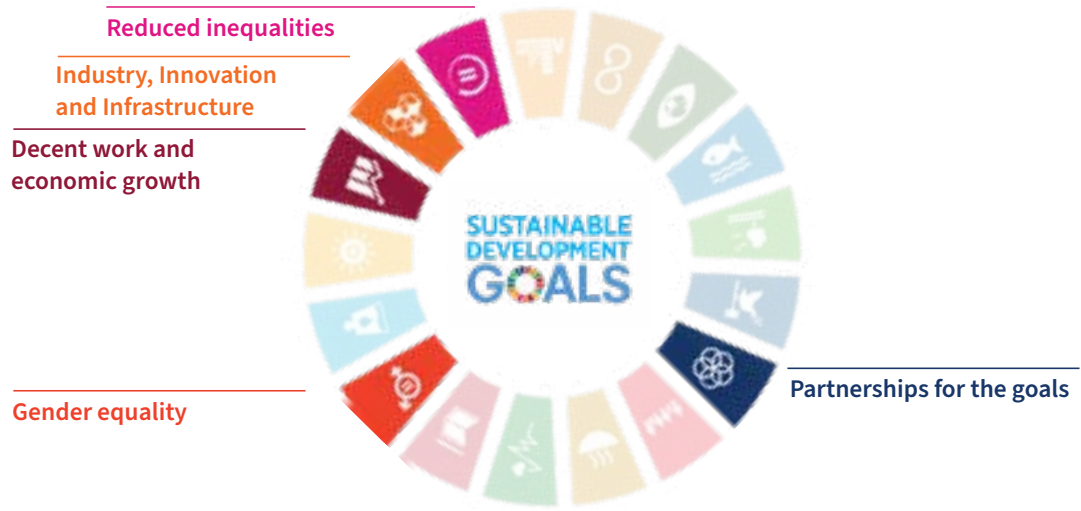 Reduced inequalities
Industry, Innovation
and Infrastructure
Decent work and
economic growth
SUSTAINABLE
DEVELOPMENT
GOALS
Partnerships for the goals
Gender equality